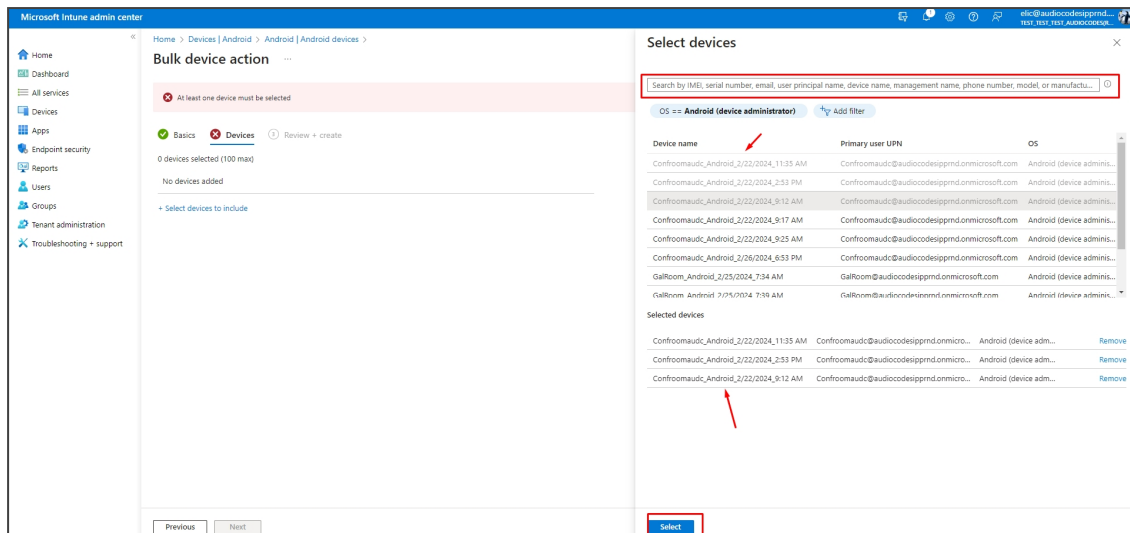 Microsoft Intune admin center
elic@audiocodesipprnd....
TEST_TEST_TEST_AUDIOCODES(R...
1
«
Home
Dashboard
All services
Devices
Apps
Endpoint security
Reports
Users
Groups
Tenant administration
Troubleshooting + support
Home > Devices | Android > Android | Android devices >
Bulk device action ...
At least one device must be selected
Basics Devices 3 Review + create
0 devices selected (100 max)
No devices added
+ Select devices to include
Previous Next
Select devices
Search by IMEI, serial number, email, user principal name, device name, management name, phone number, model, or manufactu...
OS == Android (device administrator) Add filter
Device name Primary user UPN OS
Confroomaudc_Android_2/22/2024_11:35 AM Confroomaudc@audiocodesipprnd.onmicrosoft.com Android (device adminis...
Confroomaudc_Android_2/22/2024_2:53 PM Confroomaudc@audiocodesipprnd.onmicrosoft.com Android (device adminis...
Confroomaudc_Android_2/22/2024_9:12 AM Confroomaudc@audiocodesipprnd.onmicrosoft.com Android (device adminis...
Confroomaudc_Android_2/22/2024_9:17 AM Confroomaudc@audiocodesipprnd.onmicrosoft.com Android (device adminis...
Confroomaudc_Android_2/22/2024_9:25 AM Confroomaudc@audiocodesipprnd.onmicrosoft.com Android (device adminis...
Confroomaudc_Android_2/26/2024_6:53 PM Confroomaudc@audiocodesipprnd.onmicrosoft.com Android (device adminis...
GalRoom_Android_2/25/2024_7:34 AM GalRoom@audiocodesipprnd.onmicrosoft.com Android (device adminis...
GalRoom_Android_2/25/2024_7:39 AM GalRoom@audiocodesipprnd.onmicrosoft.com Android (device adminis...
Selected devices
Confroomaudc_Android_2/22/2024_11:35 AM Confroomaudc@audiocodesipprnd.onmicro... Android (device adm... Remove
Confroomaudc_Android_2/22/2024_2:53 PM Confroomaudc@audiocodesipprnd.onmicro... Android (device adm... Remove
Confroomaudc_Android_2/22/2024_9:12 AM Confroomaudc@audiocodesipprnd.onmicro... Android (device adm... Remove
Select